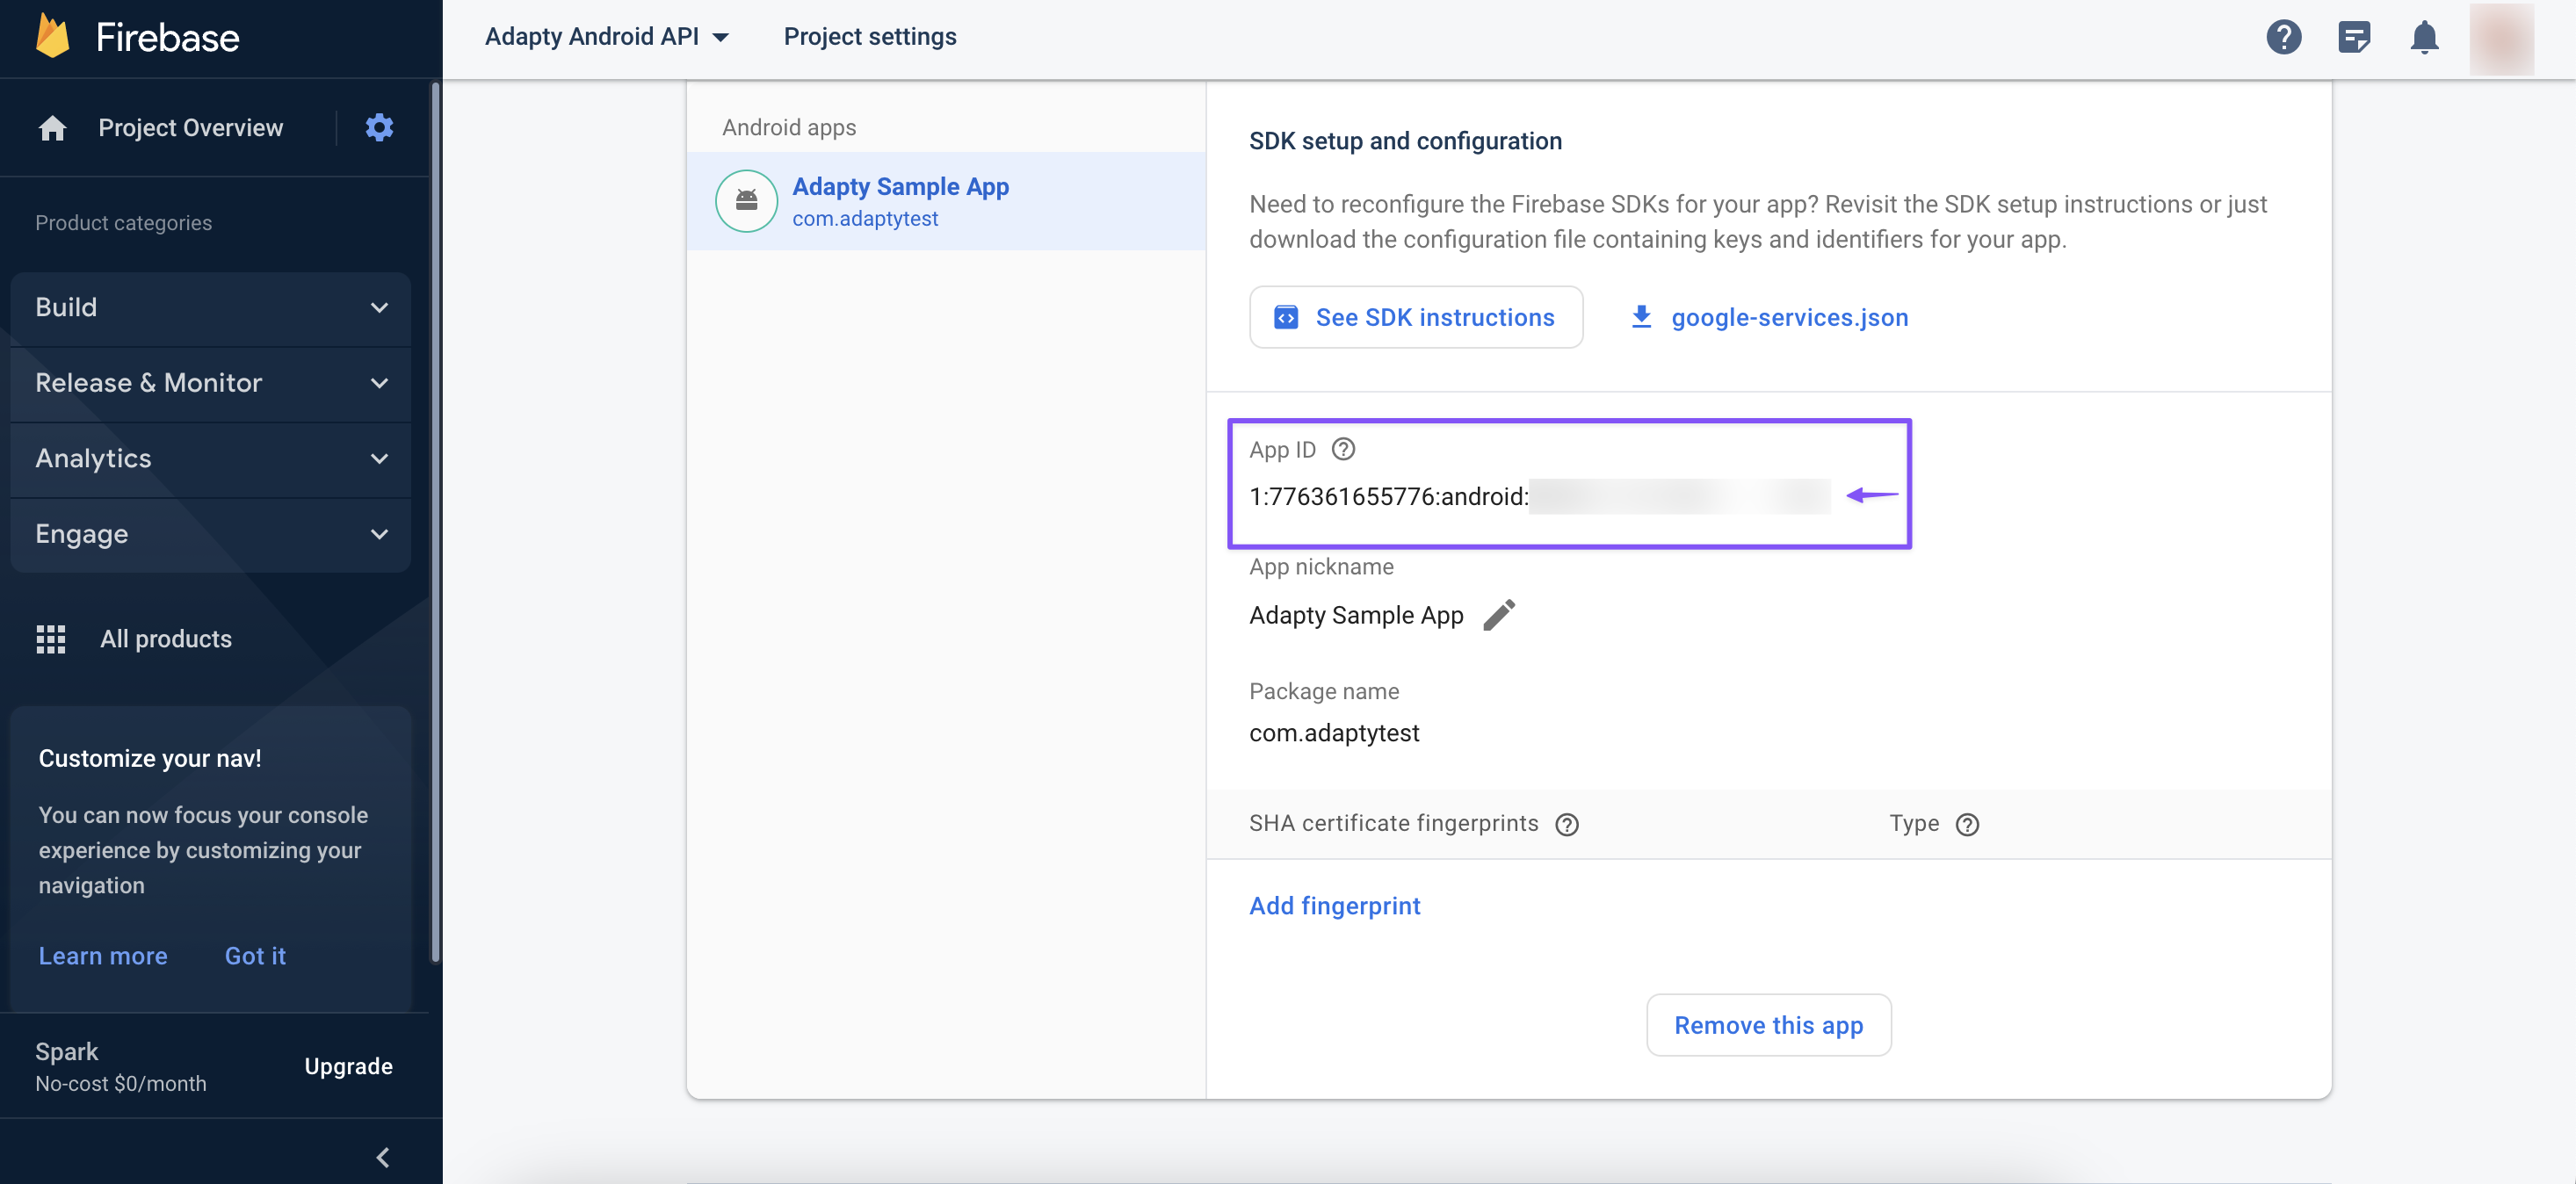 Firebase
Adapty Android API
Project settings
Project Overview
Product categories
Build
Release & Monitor
Analytics
Engage
All products
Customize your nav!
You can now focus your console
experience by customizing your
navigation
Learn more
Got it
Spark
No-cost $0/month
Upgrade
Android apps
Adapty Sample App
com.adaptytest
SDK setup and configuration
Need to reconfigure the Firebase SDKs for your app? Revisit the SDK setup instructions or just
download the configuration file containing keys and identifiers for your app.
See SDK instructions
google-services.json
App ID
1:776361655776:android:
App nickname
Adapty Sample App
Package name
com.adaptytest
SHA certificate fingerprints
Type
Add fingerprint
Remove this app